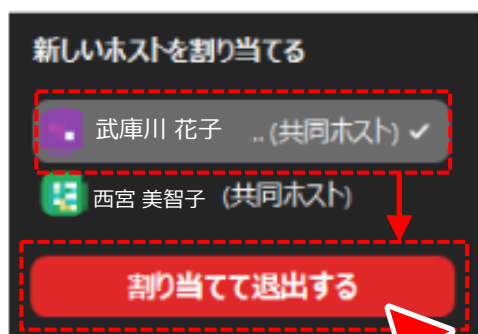 新しいホストを割り当てる
武庫川 花子 ..(共同ホスト) ✓
西宮 美智子 (共同ホスト)
割り当てて退出する